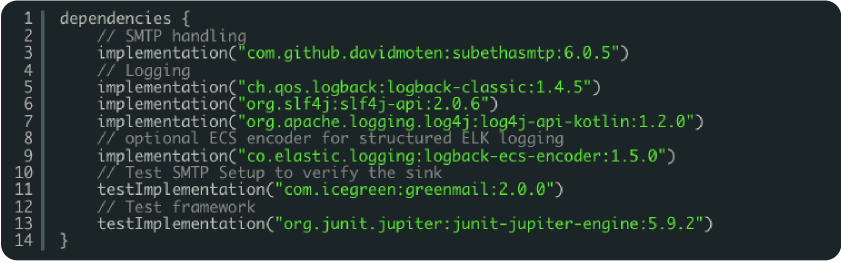 1 dependencies {
2 // SMTP handling
3 implementation("com.github.davidmoten:subethasmtp:6.0.5")
4 // Logging
5 implementation("ch.qos.logback:logback-classic:1.4.5")
6 implementation("org.slf4j:slf4j-api:2.0.6")
7 implementation("org.apache.logging.log4j:log4j-api-kotlin:1.2.0")
8 // optional ECS encoder for structured ELK logging
9 implementation("co.elastic.logging:logback-ecs-encoder:1.5.0")
10 // Test SMTP Setup to verify the sink
11 testImplementation("com.icegreen:greenmail:2.0.0")
12 // Test framework
13 testImplementation("org.junit.jupiter:junit-jupiter-engine:5.9.2")
14 }